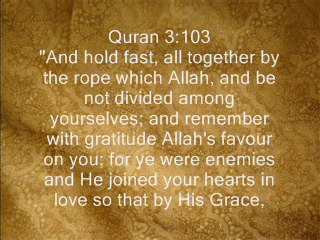 Quran 3:103
"And hold fast, all together by
the rope which Allah, and be
not divided among
yourselves; and remember
with gratitude Allah's favour
on you; for ye were enemies
and He joined your hearts in
love so that by His Grace,